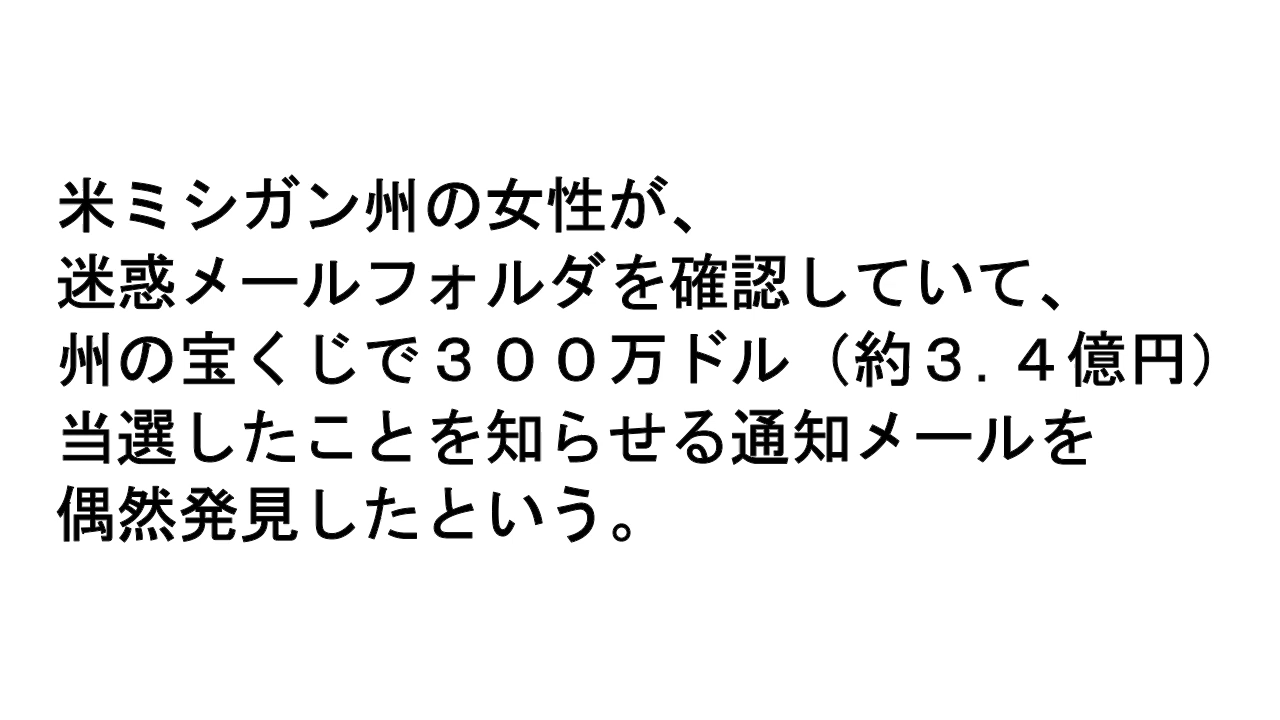 米ミシガン州の女性が、
迷惑メールフォルダを確認していて、
州の宝くじで３００万ドル（約３．４億円）
当選したことを知らせる通知メールを
偶然発見したという。